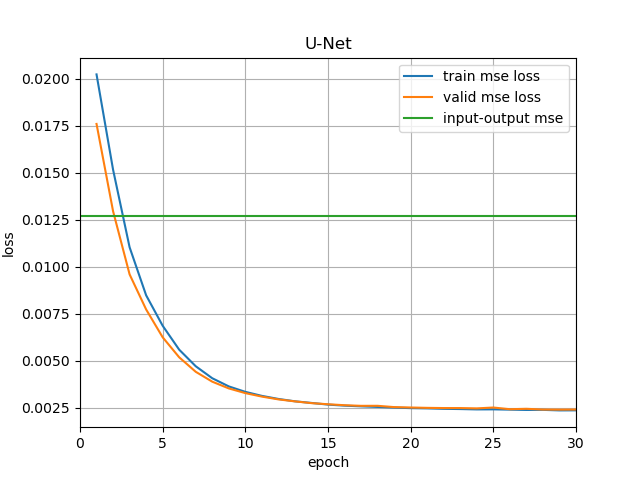 U-Net
train mse loss
valid mse loss
input-output mse
loss
0.0200
0.0175
0.0150
0.0125
0.0100
0.0075
0.0050
0.0025
0 5 10 15 20 25 30
epoch